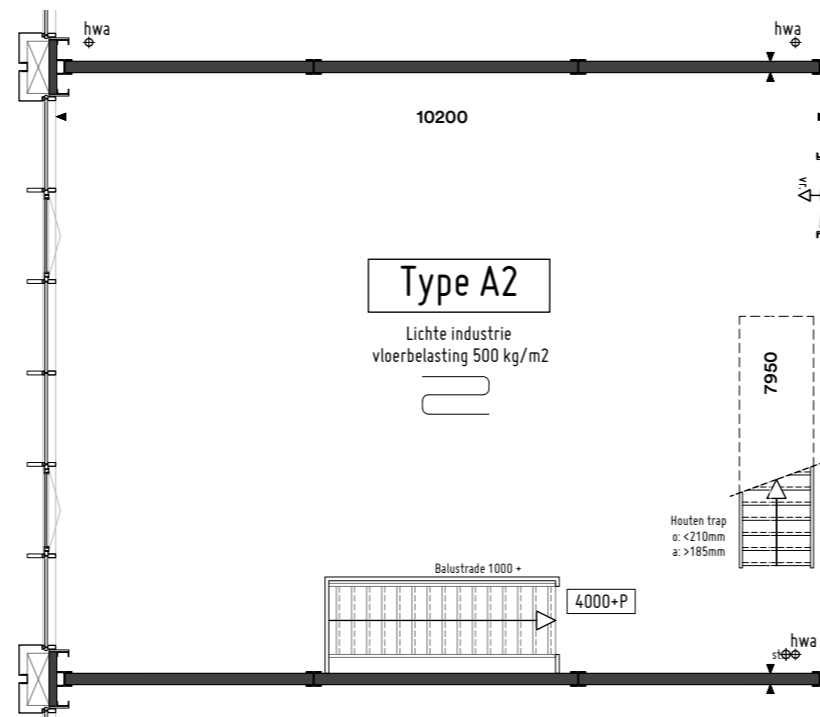 hwa
hwa
10200
vr.
Type A2
Lichte industrie
vloerbelasting 500 kg/m2
7950
Houten trap
o: <210mm
a: >185mm
Balustrade 1000 +
4000+P
hwa